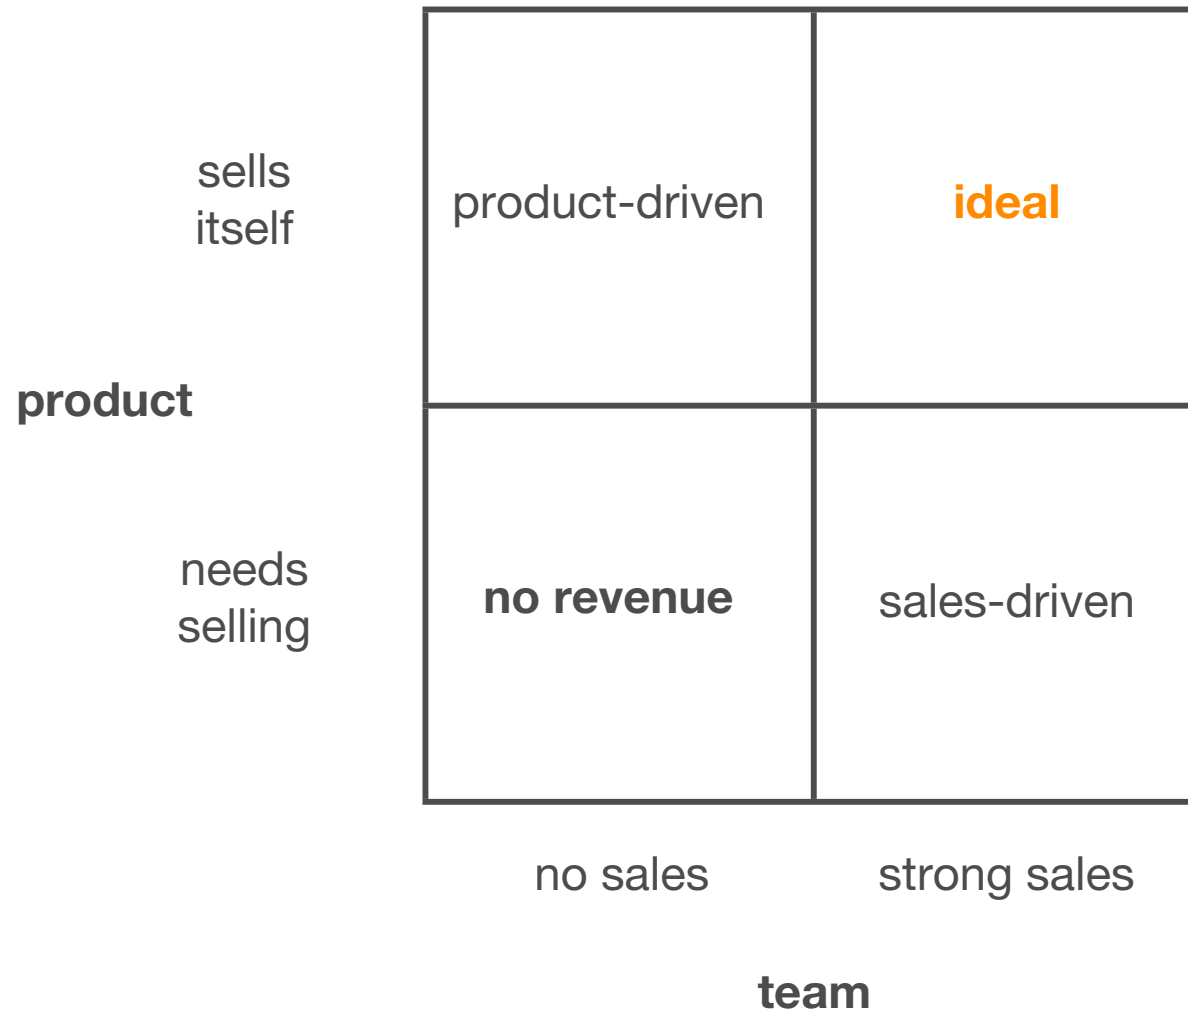 sells
itself
product-driven
ideal
product
needs
selling
no revenue
sales-driven
no sales
strong sales
team